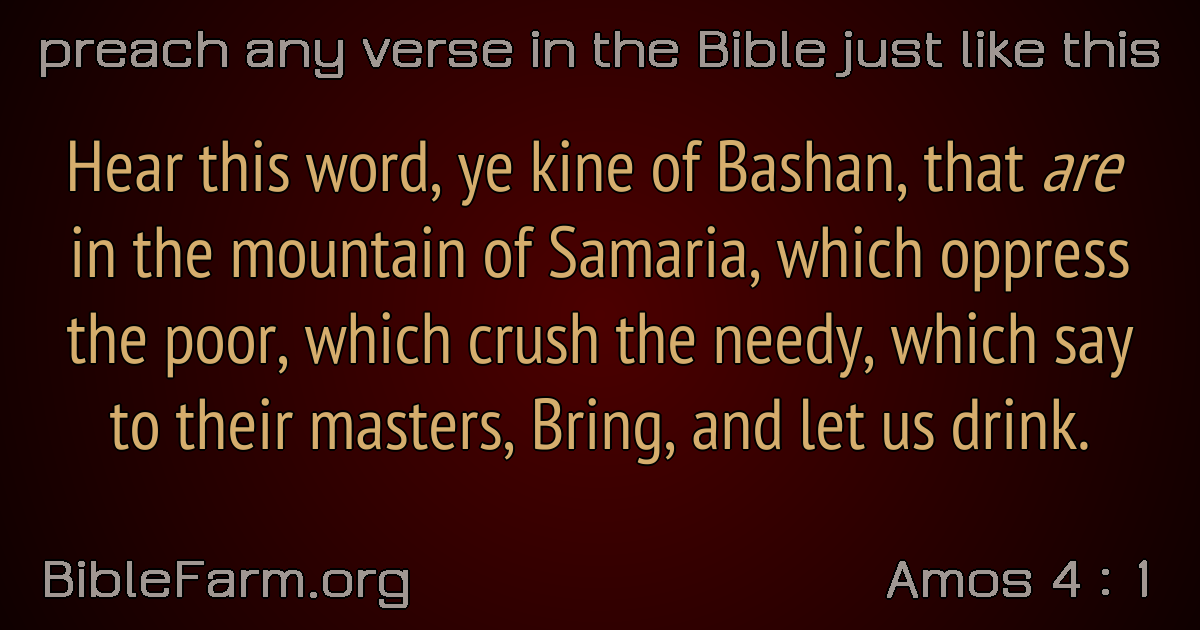 preach any verse in the Bible just like this
Hear this word, ye kine of Bashan, that are
in the mountain of Samaria, which oppress
the poor, which crush the needy, which say
to their masters, Bring, and let us drink.
BibleFarm.org
Amos 4 : 1